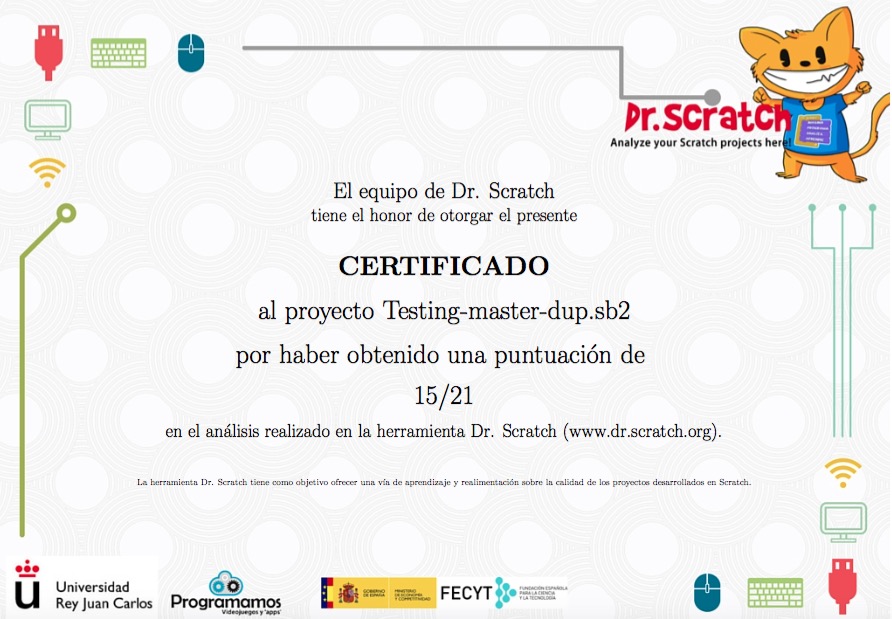 Dr.Scratch
Analyze your Scratch projects here!
El equipo de Dr. Scratch
tiene el honor de otorgar el presente
CERTIFICADO
al proyecto Testing-master-dup.sb2
por haber obtenido una puntuación de
15/21
en el análisis realizado en la herramienta Dr. Scratch (www.dr.scratch.org).
La herramienta Dr. Scratch tiene como objetivo ofrecer una vía de aprendizaje y realimentación sobre la calidad de los proyectos desarrollados en Scratch.
Universidad
Rey Juan Carlos
Programamos
Videojuegos y 'apps'
GOBIERNO
DE ESPAÑA
MINISTERIO
DE ECONOMÍA
Y COMPETITIVIDAD
FECYT
FUNDACIÓN ESPAÑOLA
PARA LA CIENCIA
Y LA TECNOLOGÍA